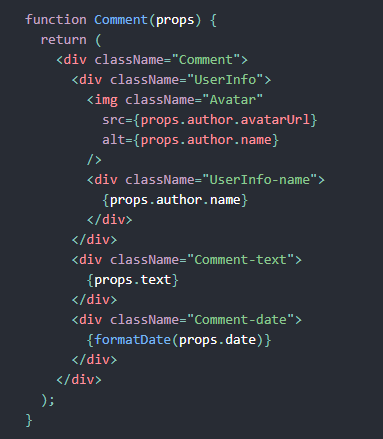 function Comment(props) {
  return (
    <div className="Comment">
      <div className="UserInfo">
        <img className="Avatar"
          src={props.author.avatarUrl}
          alt={props.author.name}
        />
        <div className="UserInfo-name">
          {props.author.name}
        </div>
      </div>
      <div className="Comment-text">
        {props.text}
      </div>
      <div className="Comment-date">
        {formatDate(props.date)}
      </div>
    </div>
  );
}